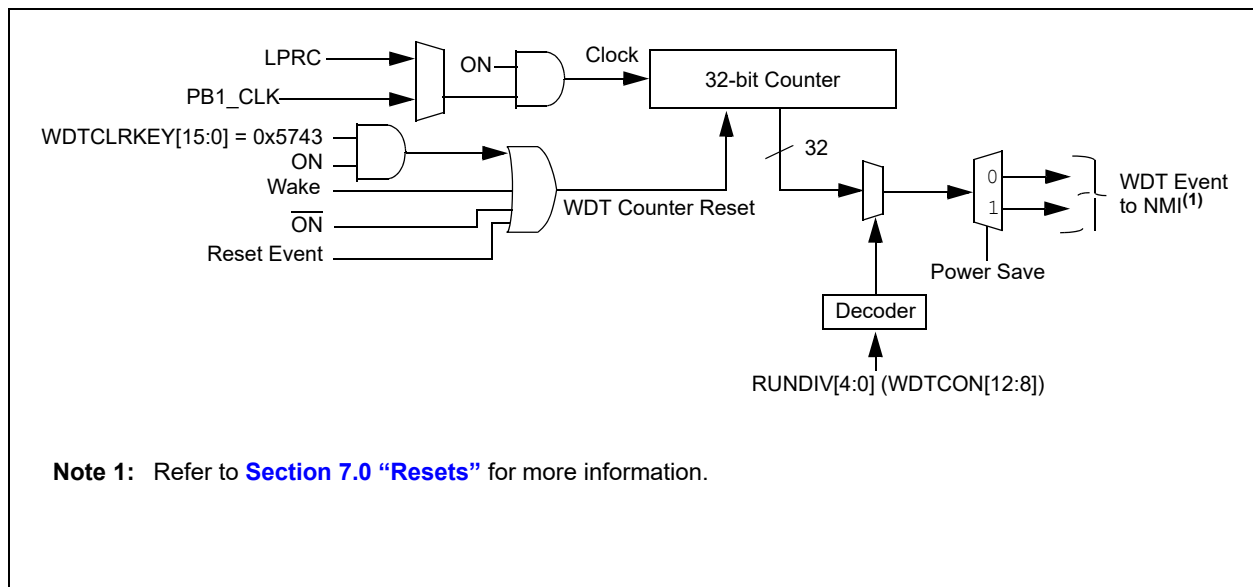 LPRC
PB1_CLK
ON
Clock
32-bit Counter
WDTCLRKEY[15:0] = 0x5743
ON
Wake
ON
Reset Event
WDT Counter Reset
32
0
1
WDT Event
to NMI(1)
Power Save
Decoder
RUNDIV[4:0] (WDTCON[12:8])
Note 1: Refer to Section 7.0 “Resets” for more information.